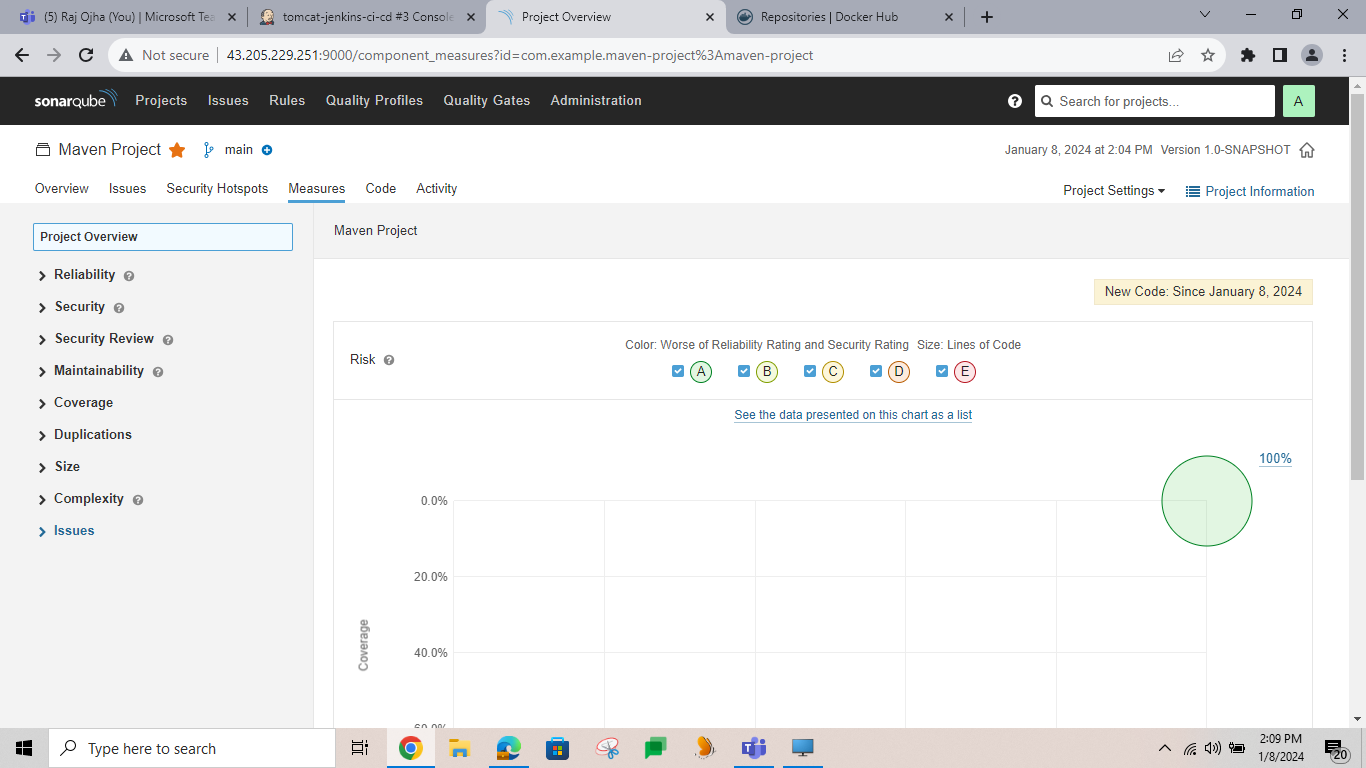 (5) Raj Ojha (You) | Microsoft Tea
tomcat-jenkins-ci-cd #3 Console
Project Overview
Repositories | Docker Hub
Not secure
43.205.229.251:9000/component_measures?id=com.example.maven-project%3Amaven-project
sonarqube
Projects
Issues
Rules
Quality Profiles
Quality Gates
Administration
Search for projects...
A
Maven Project
main
January 8, 2024 at 2:04 PM Version 1.0-SNAPSHOT
Overview
Issues
Security Hotspots
Measures
Code
Activity
Project Settings
Project Information
Project Overview
Maven Project
Reliability
Security
Security Review
Maintainability
Coverage
Duplications
Size
Complexity
Issues
New Code: Since January 8, 2024
Risk
Color: Worse of Reliability Rating and Security Rating Size: Lines of Code
A
B
C
D
E
See the data presented on this chart as a list
100%
0.0%
20.0%
40.0%
60.0%
Coverage
Type here to search
2:09 PM
1/8/2024
20